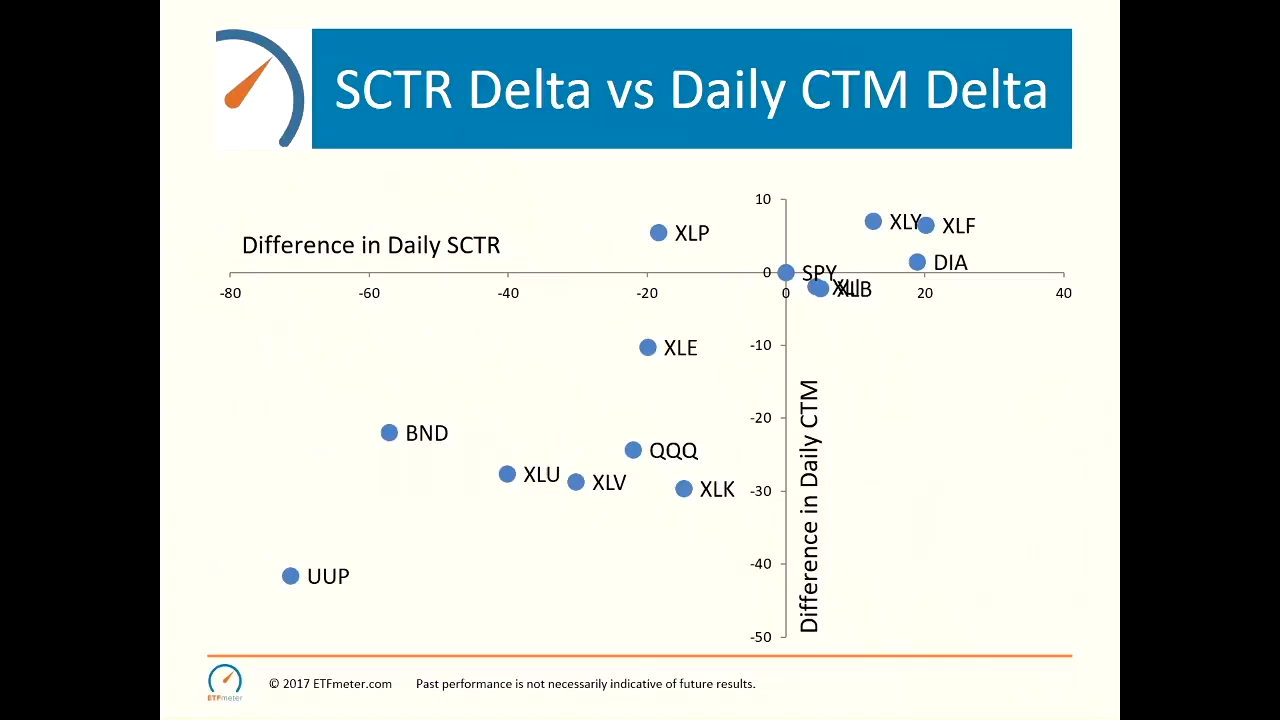 SCTR Delta vs Daily CTM Delta
10
XLY
XLF
XLP
Difference in Daily SCTR
DIA
0
SPY
-80
-60
-40
-20
0
20
40
XLB
-10
XLE
-20
BND
QQQ
XLU
XLV
XLK
-30
Difference in Daily CTM
-40
UUP
-50
ETFmeter
© 2017 ETFmeter.com
Past performance is not necessarily indicative of future results.